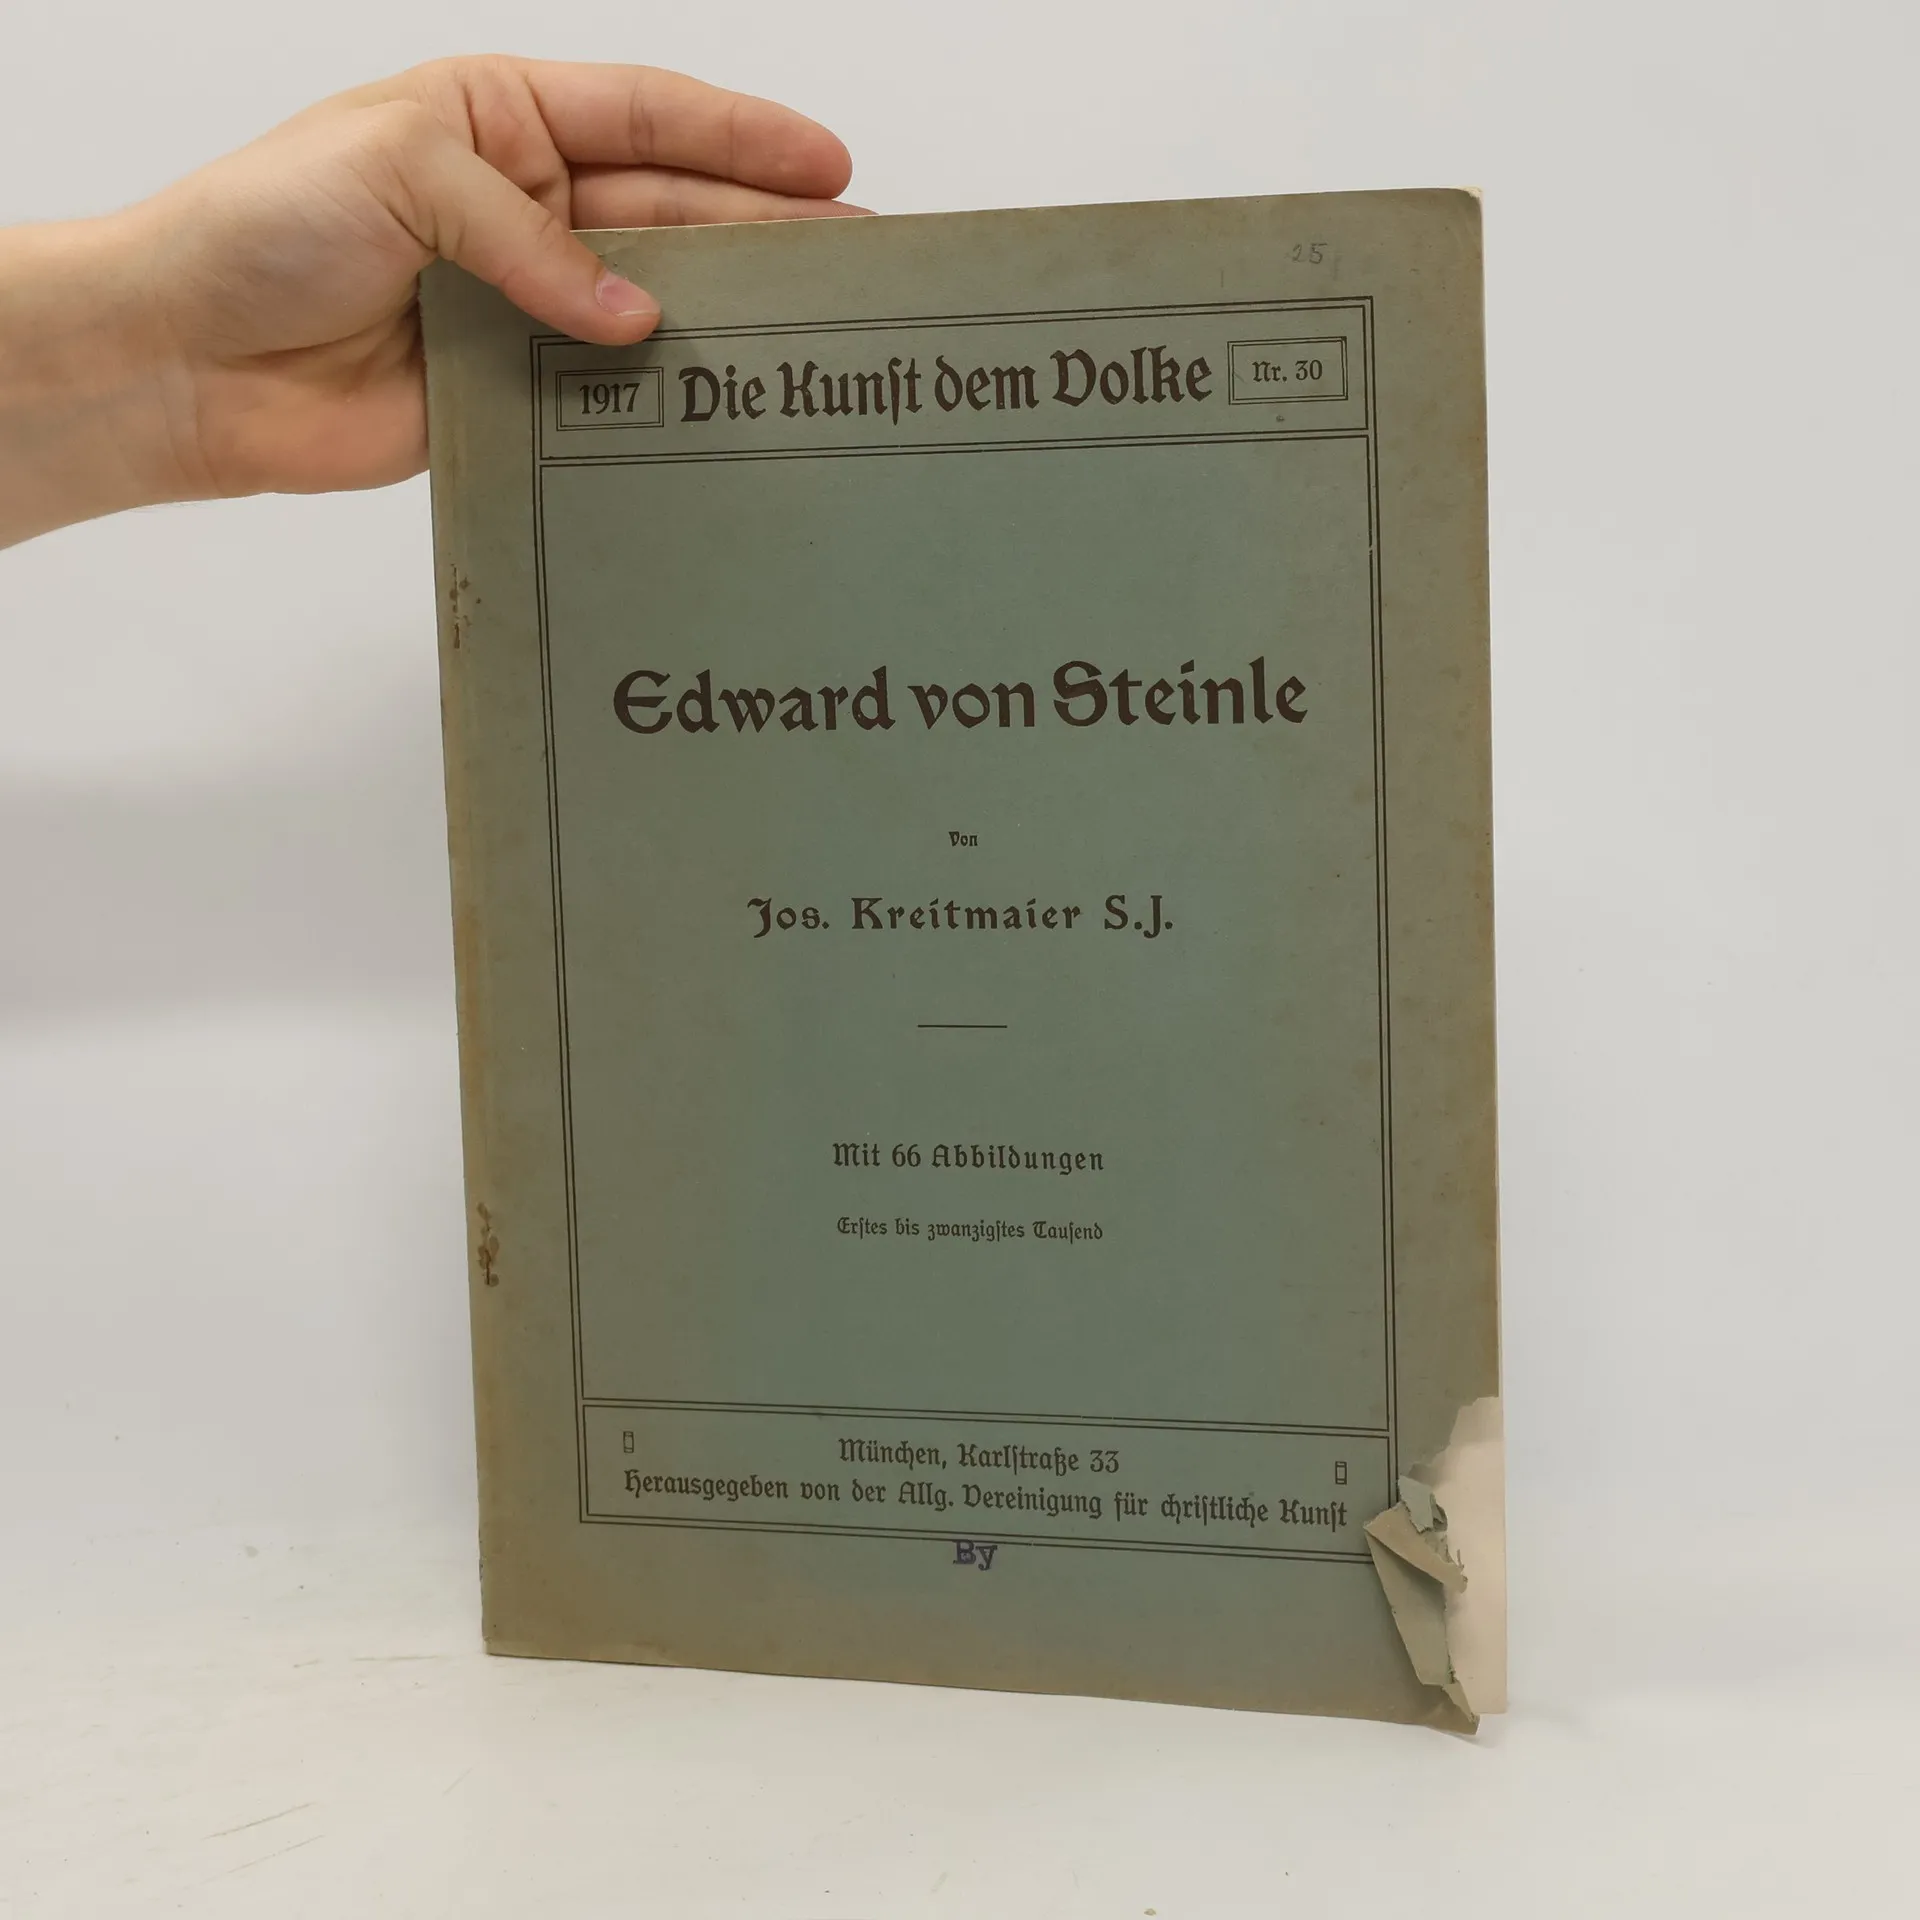 25
1917 Die Kunſt dem Volke Nr. 30
Edward von Steinle
Von
Jos. Kreitmaier S.J.
Mit 66 Abbildungen
Erſtes bis zwanzigſtes Tauſend
München, Karlſtraße 33
Herausgegeben von der Allg. Vereinigung für chriſtliche Kunſt
By